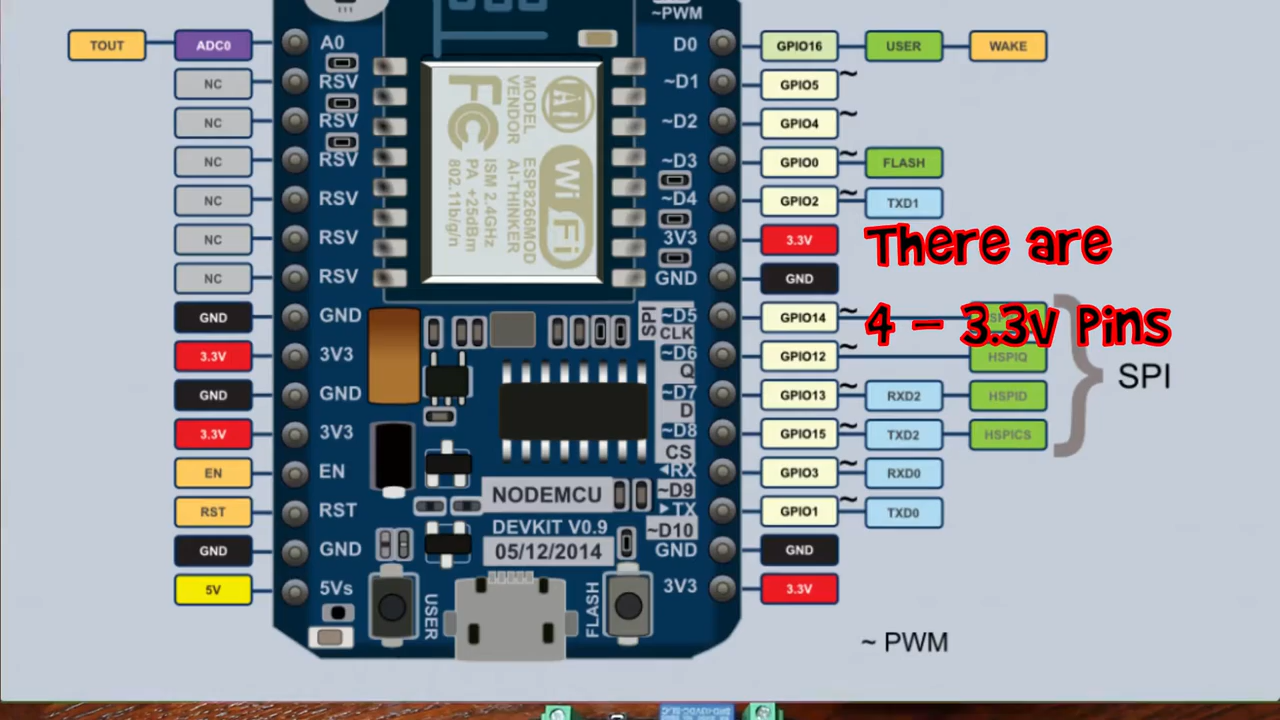 ~PWM
TOUT ADC0 A0 D0 GPIO16 USER WAKE
NC RSV ~D1 GPIO5 ~
NC RSV ~D2 GPIO4 ~
NC RSV ~D3 GPIO0 ~ FLASH
NC RSV ~D4 GPIO2 ~ TXD1
NC RSV 3V3 3.3V
NC RSV GND GND
GND GND ~D5 GPIO14 ~
3.3V 3V3 ~D6 GPIO12 ~ HSPIQ
GND GND ~D7 GPIO13 ~ RXD2 HSPID
3.3V 3V3 ~D8 GPIO15 ~ TXD2 HSPICS
EN EN ◄RX GPIO3 ~ RXD0
RST RST ►TX GPIO1 ~ TXD0
GND GND GND GND
5V 5Vs 3V3 3.3V
There are
4 - 3.3v Pins
SPI
~ PWM
SPI
CLK
Q
D
CS
~D9
~D10
FC
MODEL
VENDOR
ISM 2.4GHz
PA +25dBm
802.11b/g/n
AI
WiFi
ESP8266MOD
AI-THINKER
NODEMCU
DEVKIT V0.9
05/12/2014
USER
FLASH